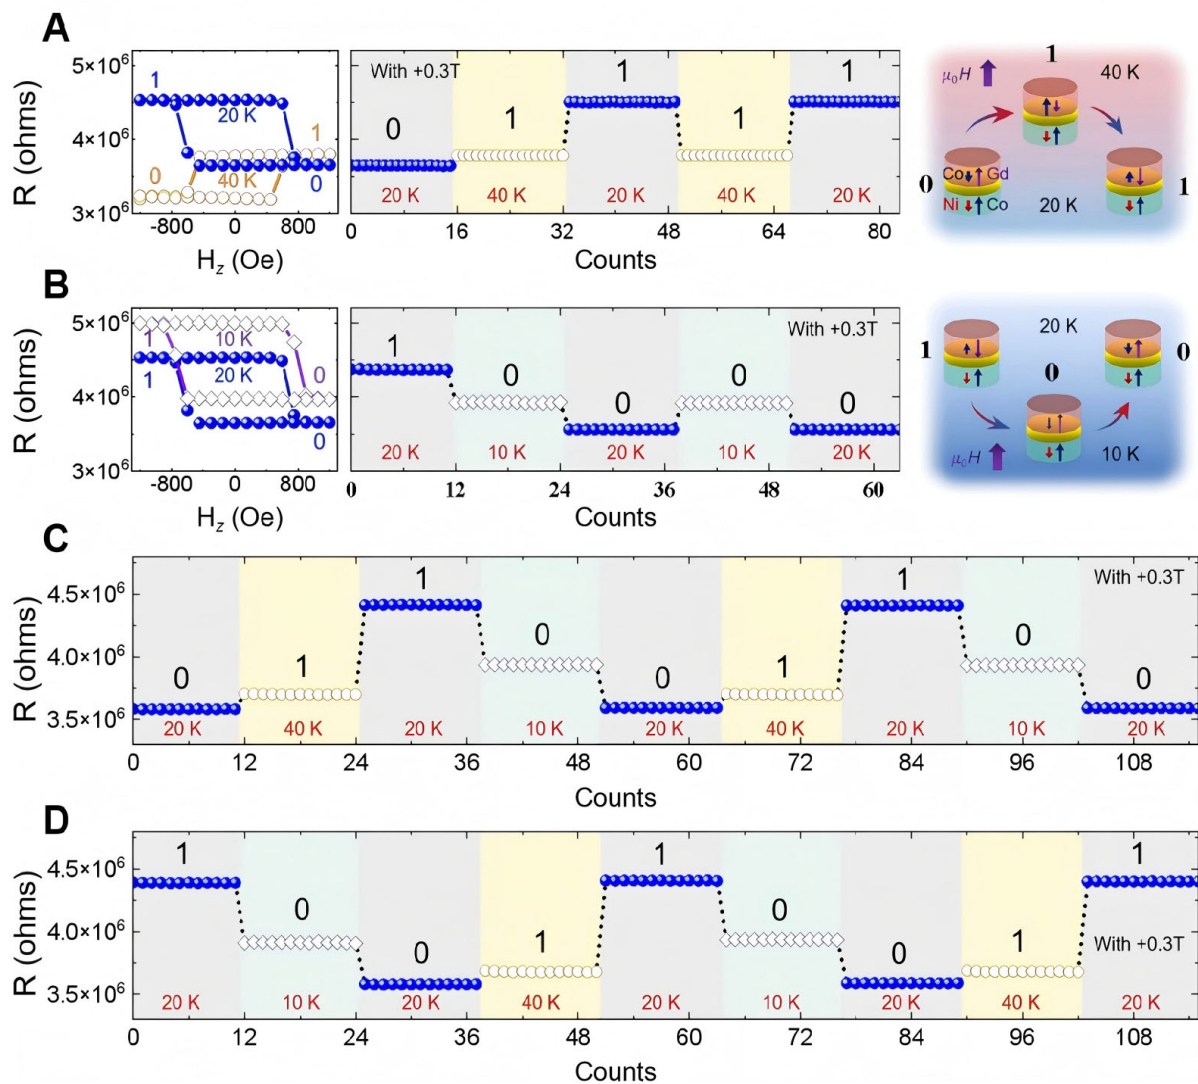 A
R (ohms)
5×10⁶
4×10⁶
3×10⁶
1
20 K
1
0
40 K
0
-800 0 800
H_z (Oe)
With +0.3T
0
1
1
1
1
20 K
40 K
20 K
40 K
20 K
0 16 32 48 64 80
Counts
μ₀H
1
40 K
0
Co
Gd
Ni
Co
20 K
1
B
R (ohms)
5×10⁶
4×10⁶
3×10⁶
1
10 K
1
20 K
0
0
-800 0 800
H_z (Oe)
With +0.3T
1
0
0
0
0
20 K
10 K
20 K
10 K
20 K
0 12 24 36 48 60
Counts
20 K
1
0
0
μ₀H
10 K
C
R (ohms)
4.5×10⁶
4.0×10⁶
3.5×10⁶
With +0.3T
0
1
1
0
0
1
1
0
0
20 K
40 K
20 K
10 K
20 K
40 K
20 K
10 K
20 K
0 12 24 36 48 60 72 84 96 108
Counts
D
R (ohms)
4.5×10⁶
4.0×10⁶
3.5×10⁶
1
0
0
1
1
0
0
1
1
With +0.3T
20 K
10 K
20 K
40 K
20 K
10 K
20 K
40 K
20 K
0 12 24 36 48 60 72 84 96 108
Counts